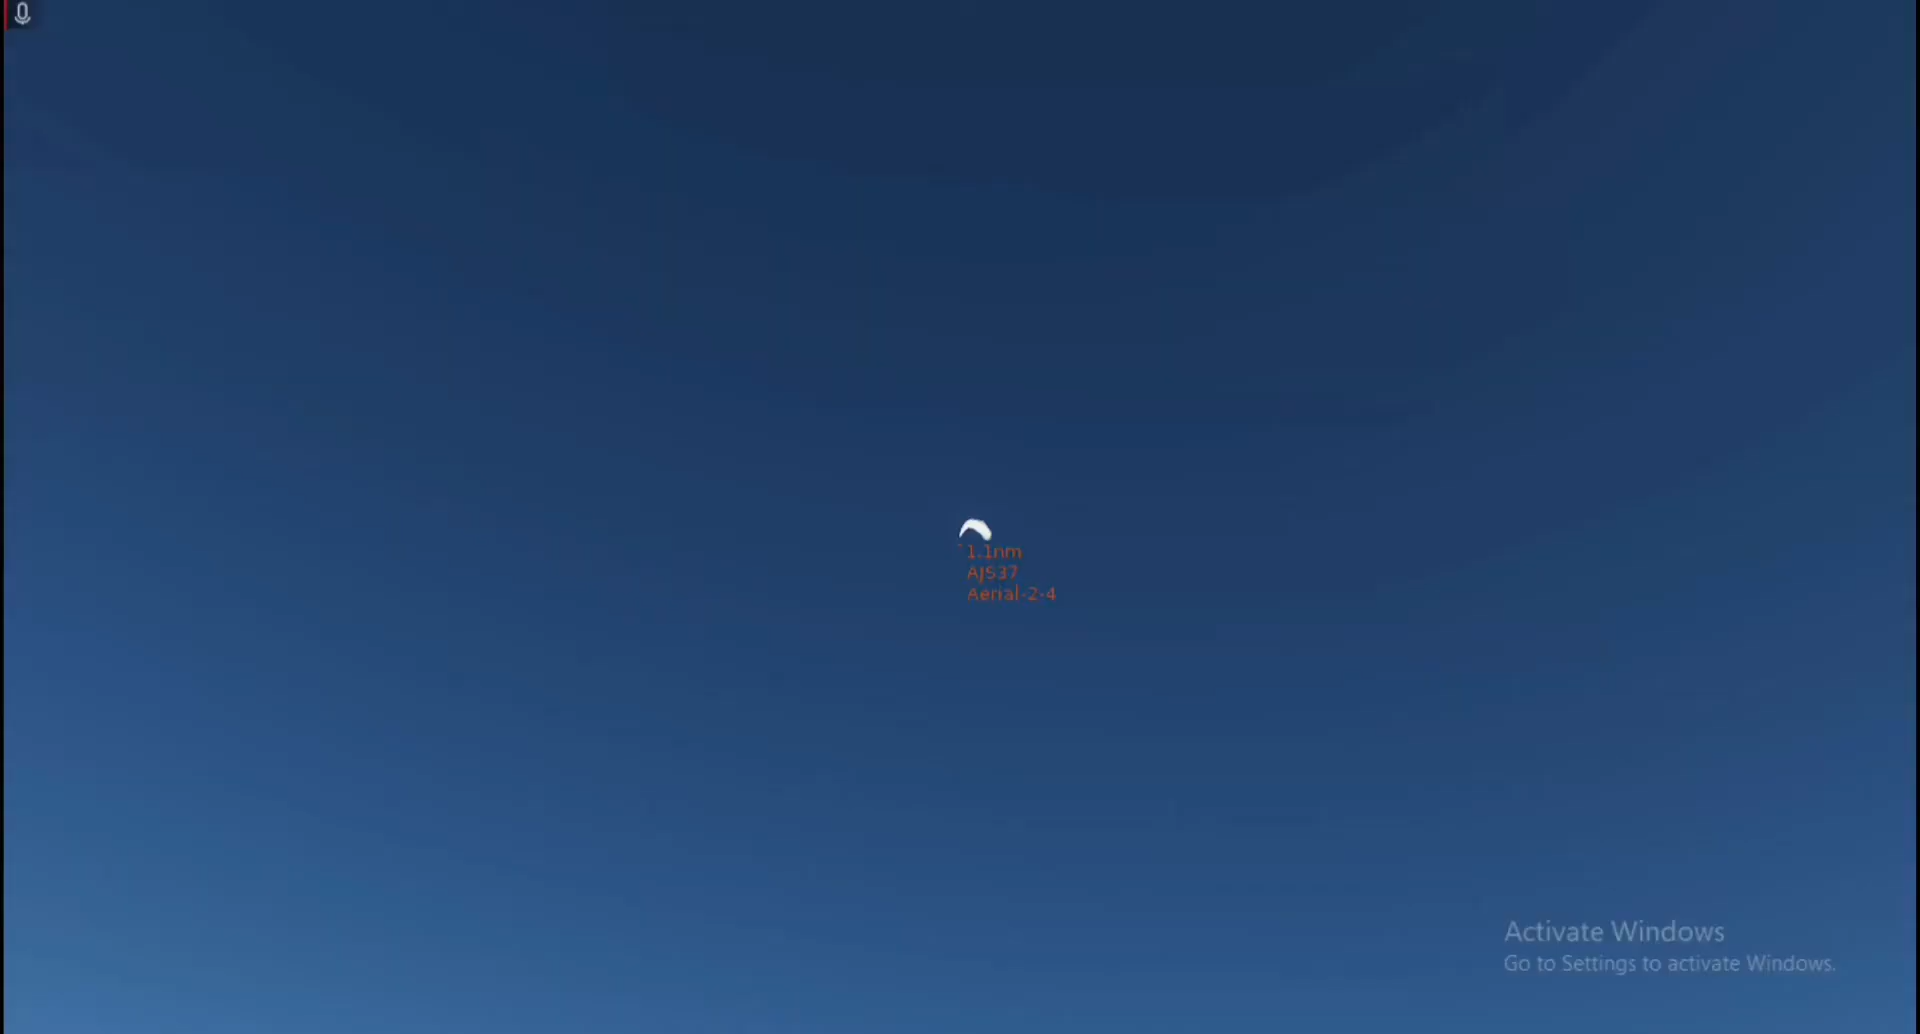 1.1nm
AJS37
Aerial-2-4
Activate Windows
Go to Settings to activate Windows.